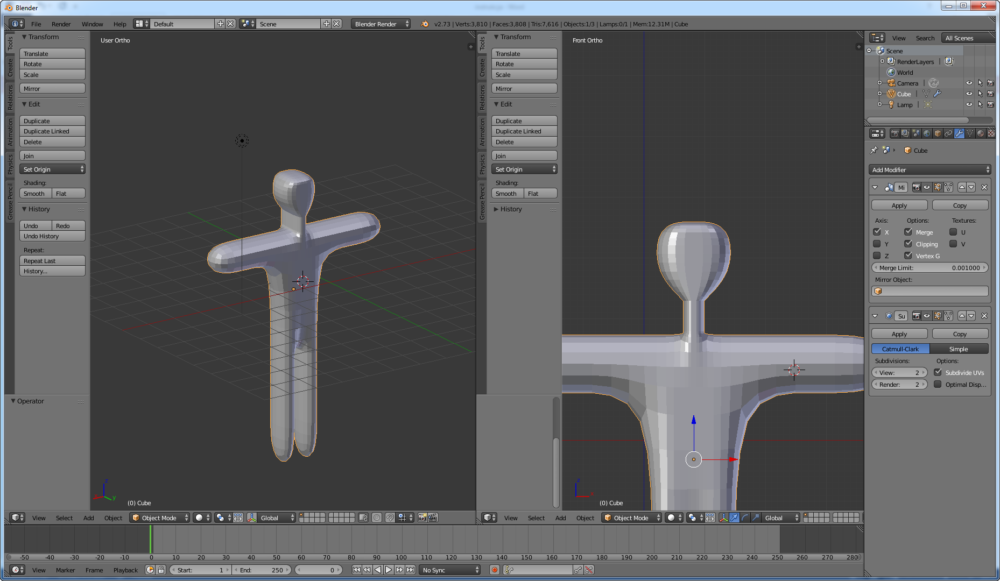 Blender
File Render Window Help Default Scene Blender Render v2.73 | Verts:3,810 | Faces:3,808 | Tris:7,616 | Objects:1/3 | Lamps:0/1 | Mem:12.31M | Cube
Tools
Create
Relations
Animation
Physics
Grease Pencil
Transform
Translate
Rotate
Scale
Mirror
Edit
Duplicate
Duplicate Linked
Delete
Join
Set Origin
Shading:
Smooth Flat
History
Undo Redo
Undo History
Repeat:
Repeat Last
History...
Operator
User Ortho
z
y
(0) Cube
View Select Add Object Object Mode Global
Tools
Create
Relations
Animation
Physics
Grease Pencil
Transform
Translate
Rotate
Scale
Mirror
Edit
Duplicate
Duplicate Linked
Delete
Join
Set Origin
Shading:
Smooth Flat
History
Front Ortho
z
x
(0) Cube
View Select Add Object Object Mode Global
View Search All Scenes
Scene
RenderLayers |
World
Camera |
Cube |
Lamp |
Cube
Add Modifier
Mi
Apply Copy
Axis: Options: Textures:
X Merge U
Y Clipping V
Z Vertex G
Merge Limit: 0.001000
Mirror Object:
Su
Apply Copy
Catmull-Clark Simple
Subdivisions: Options:
View: 2 Subdivide UVs
Render: 2 Optimal Disp...
-50 -40 -30 -20 -10 0 10 20 30 40 50 60 70 80 90 100 110 120 130 140 150 160 170 180 190 200 210 220 230 240 250 260 270 280
View Marker Frame Playback Start: 1 End: 250 0 No Sync